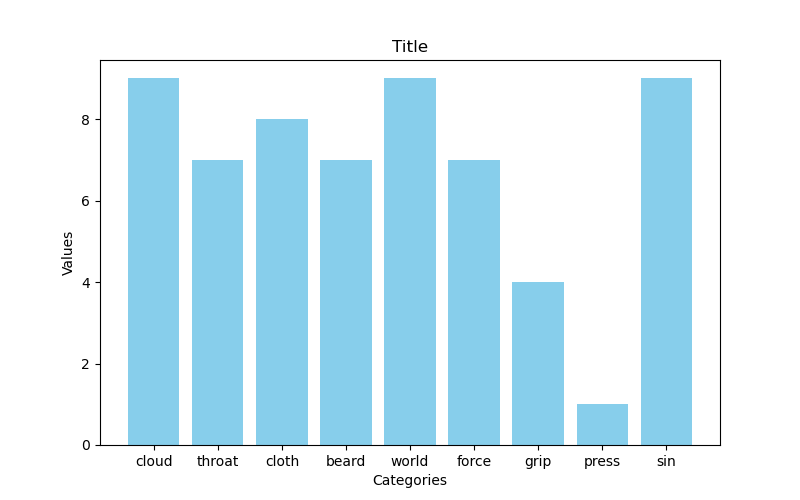 Title
Values
8
6
4
2
0
cloud throat cloth beard world force grip press sin
Categories